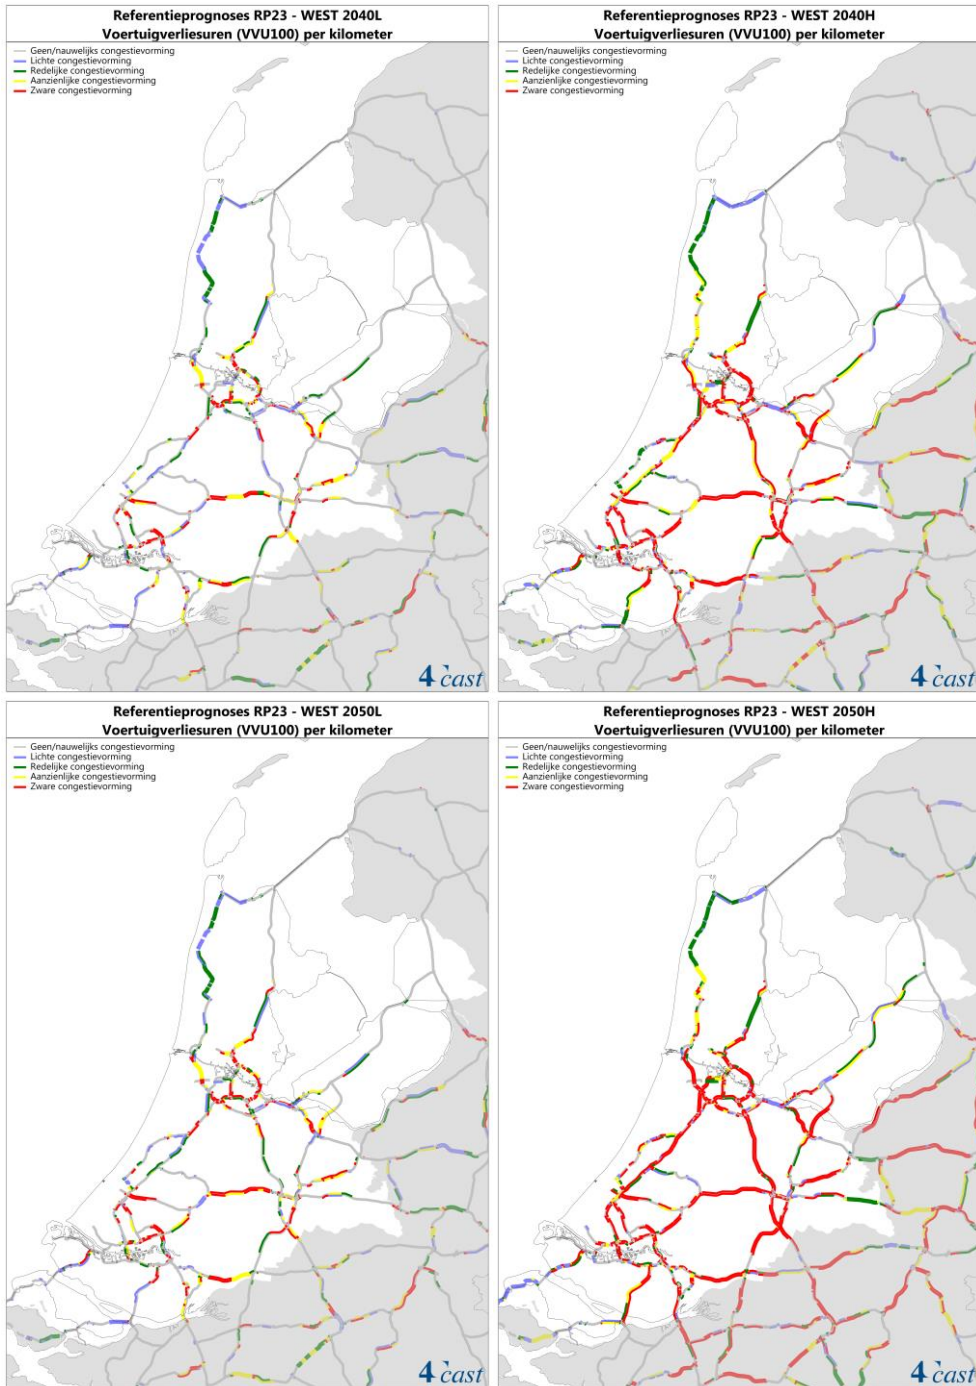 Referentieprognoses RP23 - WEST 2040L
Voertuigverliesuren (VVU100) per kilometer
Geen/nauwelijks congestievorming
Lichte congestievorming
Redelijke congestievorming
Aanzienlijke congestievorming
Zware congestievorming
4cast
Referentieprognoses RP23 - WEST 2040H
Voertuigverliesuren (VVU100) per kilometer
Geen/nauwelijks congestievorming
Lichte congestievorming
Redelijke congestievorming
Aanzienlijke congestievorming
Zware congestievorming
4cast
Referentieprognoses RP23 - WEST 2050L
Voertuigverliesuren (VVU100) per kilometer
Geen/nauwelijks congestievorming
Lichte congestievorming
Redelijke congestievorming
Aanzienlijke congestievorming
Zware congestievorming
4cast
Referentieprognoses RP23 - WEST 2050H
Voertuigverliesuren (VVU100) per kilometer
Geen/nauwelijks congestievorming
Lichte congestievorming
Redelijke congestievorming
Aanzienlijke congestievorming
Zware congestievorming
4cast